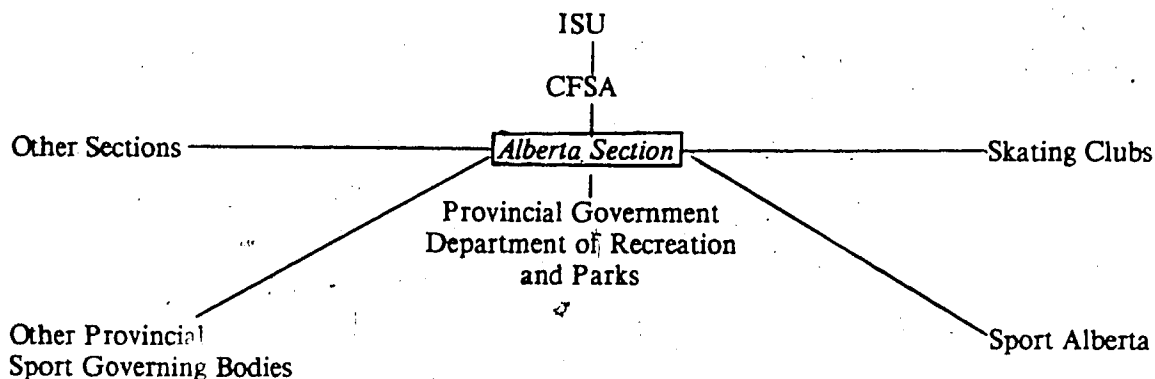 ISU
CFSA
Other Sections
Alberta Section
Skating Clubs
Provincial Government
Department of Recreation
and Parks
Other Provincial
Sport Governing Bodies
Sport Alberta